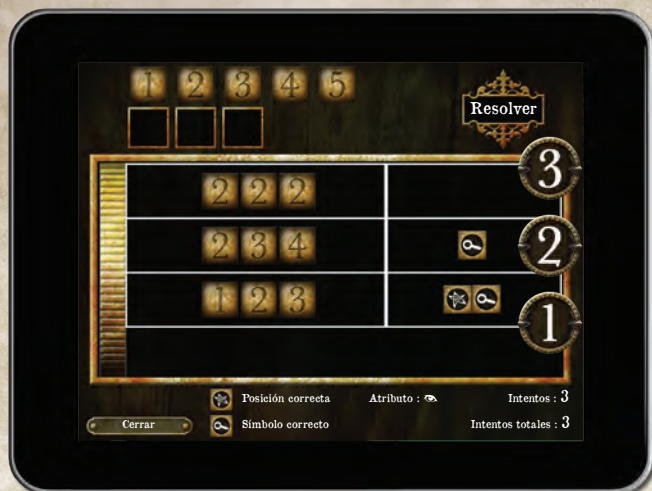 1 2 3 4 5
Resolver
2 2 2
3
2 3 4
2
1 2 3
1
Posición correcta
Atributo :
Intentos : 3
Cerrar
Símbolo correcto
Intentos totales : 3